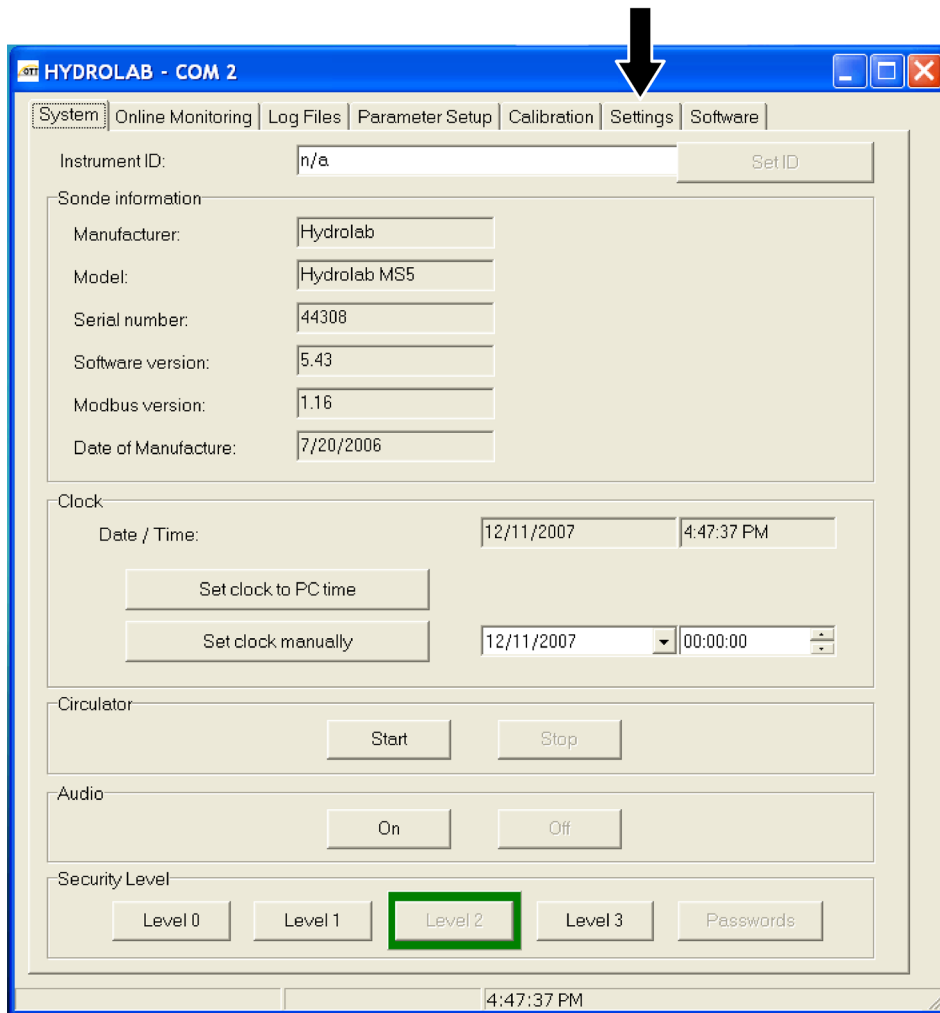 OTT HYDROLAB - COM 2
System Online Monitoring Log Files Parameter Setup Calibration Settings Software
Instrument ID: n/a Set ID
Sonde information
Manufacturer: Hydrolab
Model: Hydrolab MS5
Serial number: 44308
Software version: 5.43
Modbus version: 1.16
Date of Manufacture: 7/20/2006
Clock
Date / Time: 12/11/2007 4:47:37 PM
Set clock to PC time
Set clock manually 12/11/2007 00:00:00
Circulator
Start Stop
Audio
On Off
Security Level
Level 0 Level 1 Level 2 Level 3 Passwords
4:47:37 PM